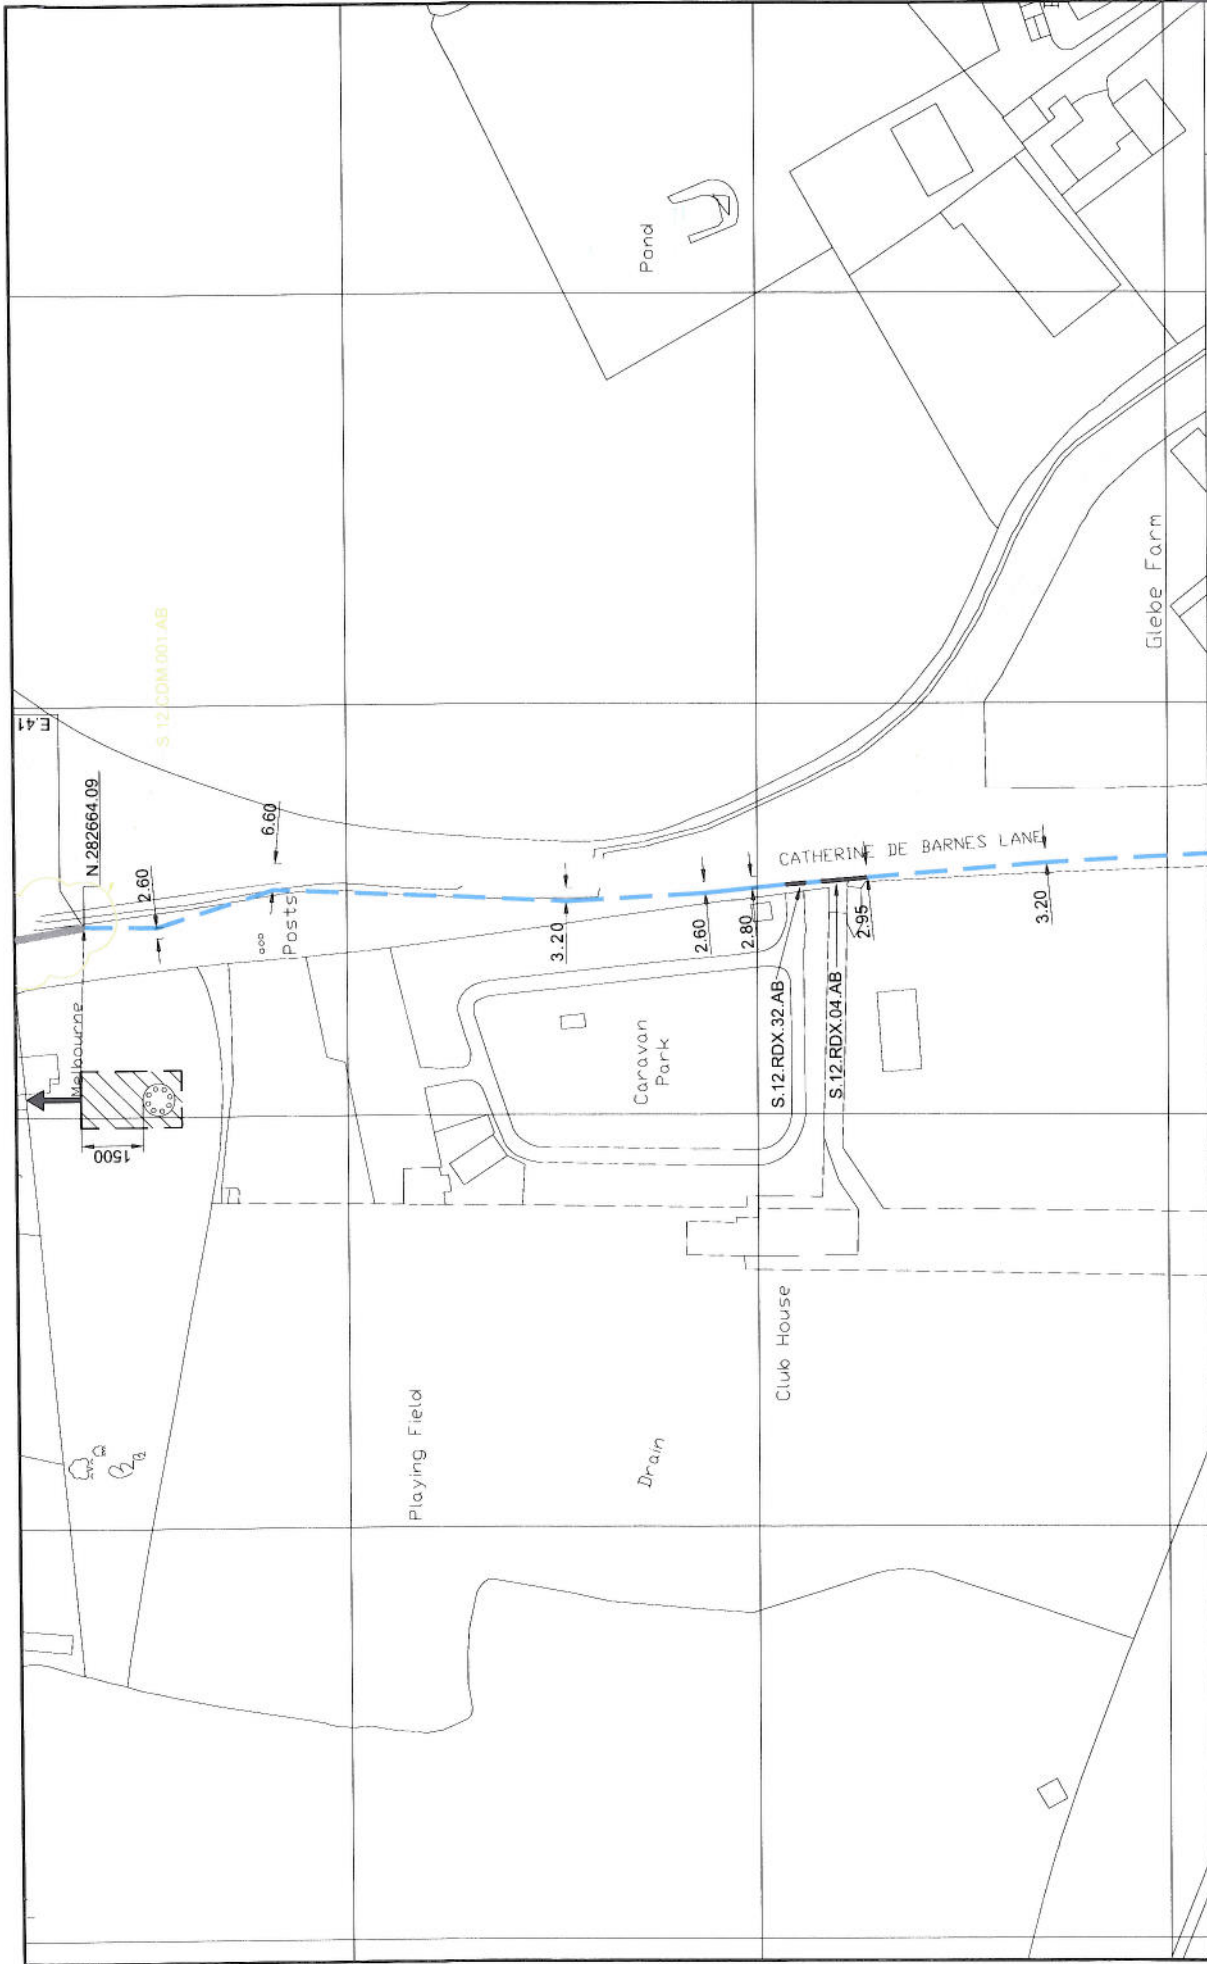 E.41
N.282664.09
S.12.COM.001.AB
2.60
6.60
Posts
Melbourne
1500
Pond
3.20
2.60
2.80
CATHERINE DE BARNES LANE
2.95
3.20
S.12.RDX.32.AB
S.12.RDX.04.AB
Caravan
Park
Glebe Farm
Club House
Playing Field
Drain